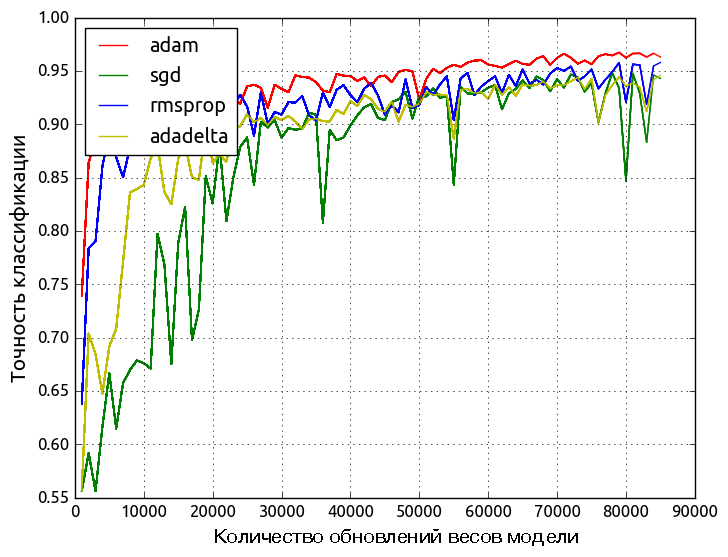 1.00
0.95
0.90
0.85
0.80
0.75
0.70
0.65
0.60
0.55
Точность классификации
adam
sgd
rmsprop
adadelta
0 10000 20000 30000 40000 50000 60000 70000 80000 90000
Количество обновлений весов модели